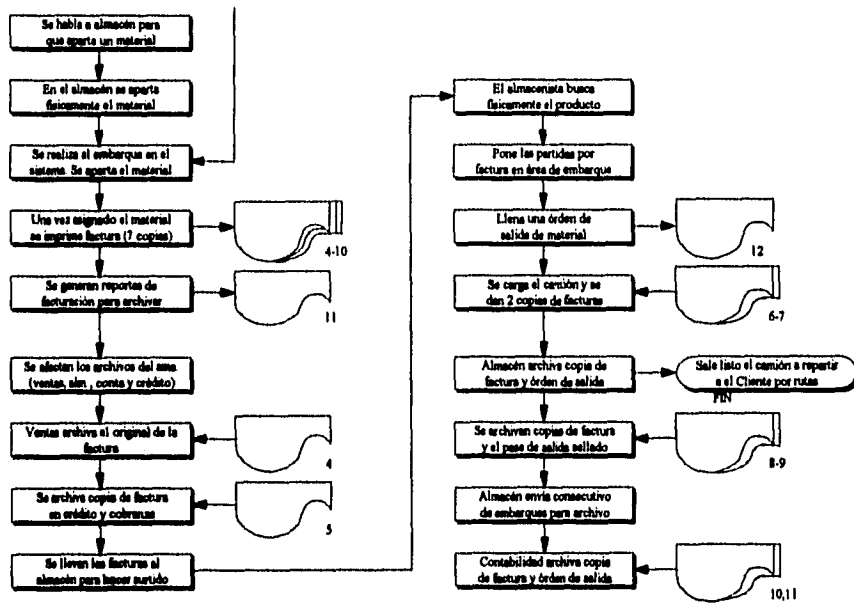 Se habla a almacén para
que aparte un material
En el almacén se aparta
físicamente el material
Se realiza el embarque en el
sistema. Se aparta el material
Una vez asignado el material
se imprime factura (7 copias)
4-10
Se generan reportes de
facturación para archivar
11
Se afectan los archivos del
(ventas, alm , conta y crédito)
Ventas archiva el original de la
factura
4
Se archiva copia de factura
en crédito y cobranza
5
Se llevan las facturas al
almacén para hacer surtido
El almacenista busca
físicamente el producto
Pone las partidas por
factura en área de embarque
Llena una órden de
salida de material
12
Se carga el camión y se
dan 2 copias de facturas
6-7
Almacén archiva copia de
factura y órden de salida
Sale listo el camión a repartir
a el Cliente por rutas
FIN
Se archivan copias de factura
y el pase de salida sellado
8-9
Almacén envía consecutivo
de embarques para archivo
Contabilidad archiva copia
de factura y órden de salida
10,11